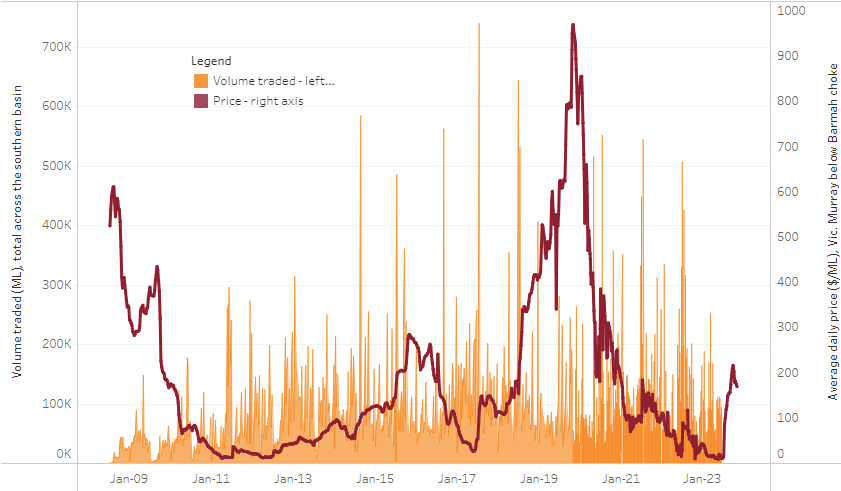 Volume traded (ML), total across the southern basin
700K
600K
500K
400K
300K
200K
100K
0K
Legend
Volume traded - left...
Price - right axis
1000
900
800
700
600
500
400
300
200
100
0
Average daily price ($/ML), Vic. Murray below Barmah choke
Jan-09
Jan-11
Jan-13
Jan-15
Jan-17
Jan-19
Jan-21
Jan-23